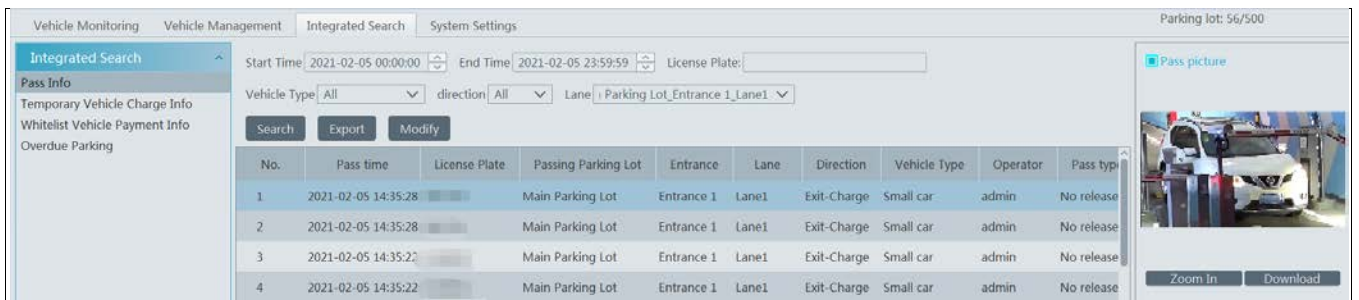 Vehicle Monitoring Vehicle Management Integrated Search System Settings Parking lot: 56/500
Integrated Search
Pass Info
Temporary Vehicle Charge Info
Whitelist Vehicle Payment Info
Overdue Parking
Start Time 2021-02-05 00:00:00 End Time 2021-02-05 23:59:59 License Plate:
Vehicle Type All direction All Lane Parking Lot_Entrance 1_Lane1
Search Export Modify
No. Pass time License Plate Passing Parking Lot Entrance Lane Direction Vehicle Type Operator Pass type
1 2021-02-05 14:35:28 Main Parking Lot Entrance 1 Lane1 Exit-Charge Small car admin No release
2 2021-02-05 14:35:28 Main Parking Lot Entrance 1 Lane1 Exit-Charge Small car admin No release
3 2021-02-05 14:35:22 Main Parking Lot Entrance 1 Lane1 Exit-Charge Small car admin No release
4 2021-02-05 14:35:22 Main Parking Lot Entrance 1 Lane1 Exit-Charge Small car admin No release
Pass picture
Zoom In Download